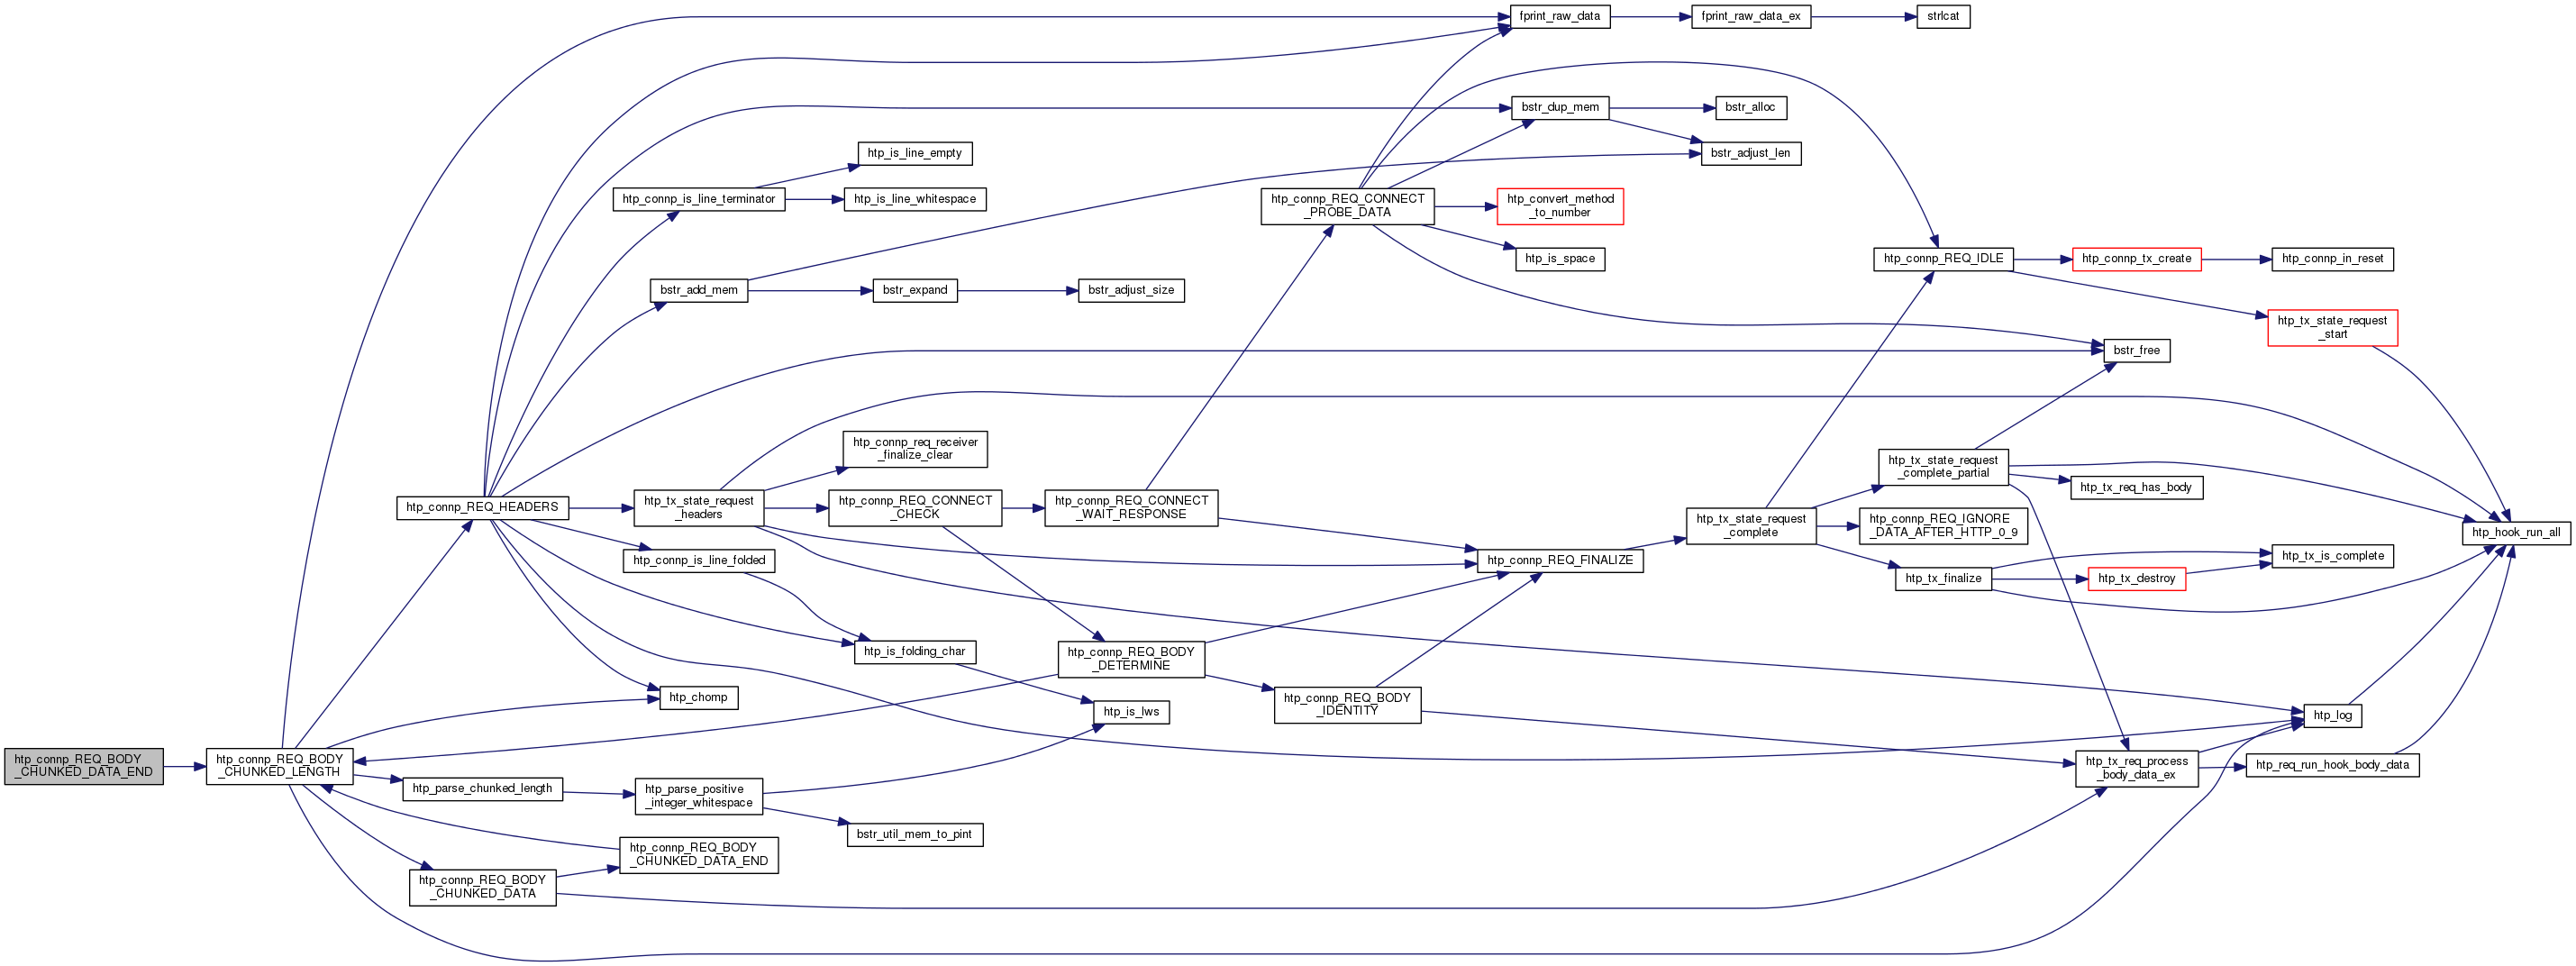 fprint_raw_data
fprint_raw_data_ex
strlcat
bstr_dup_mem
bstr_alloc
htp_is_line_empty
bstr_adjust_len
htp_connp_is_line_terminator
htp_is_line_whitespace
htp_connp_REQ_CONNECT
_PROBE_DATA
htp_convert_method
_to_number
htp_is_space
htp_connp_REQ_IDLE
htp_connp_tx_create
htp_connp_in_reset
bstr_add_mem
bstr_expand
bstr_adjust_size
htp_tx_state_request
_start
bstr_free
htp_connp_req_receiver
_finalize_clear
htp_tx_state_request
_complete_partial
htp_tx_req_has_body
htp_connp_REQ_HEADERS
htp_tx_state_request
_headers
htp_connp_REQ_CONNECT
_CHECK
htp_connp_REQ_CONNECT
_WAIT_RESPONSE
htp_tx_state_request
_complete
htp_connp_REQ_IGNORE
_DATA_AFTER_HTTP_0_9
htp_hook_run_all
htp_connp_is_line_folded
htp_connp_REQ_FINALIZE
htp_tx_is_complete
htp_tx_finalize
htp_tx_destroy
htp_is_folding_char
htp_connp_REQ_BODY
_DETERMINE
htp_chomp
htp_is_lws
htp_connp_REQ_BODY
_IDENTITY
htp_log
htp_connp_REQ_BODY
_CHUNKED_DATA_END
htp_connp_REQ_BODY
_CHUNKED_LENGTH
htp_tx_req_process
_body_data_ex
htp_req_run_hook_body_data
htp_parse_chunked_length
htp_parse_positive
_integer_whitespace
bstr_util_mem_to_pint
htp_connp_REQ_BODY
_CHUNKED_DATA_END
htp_connp_REQ_BODY
_CHUNKED_DATA